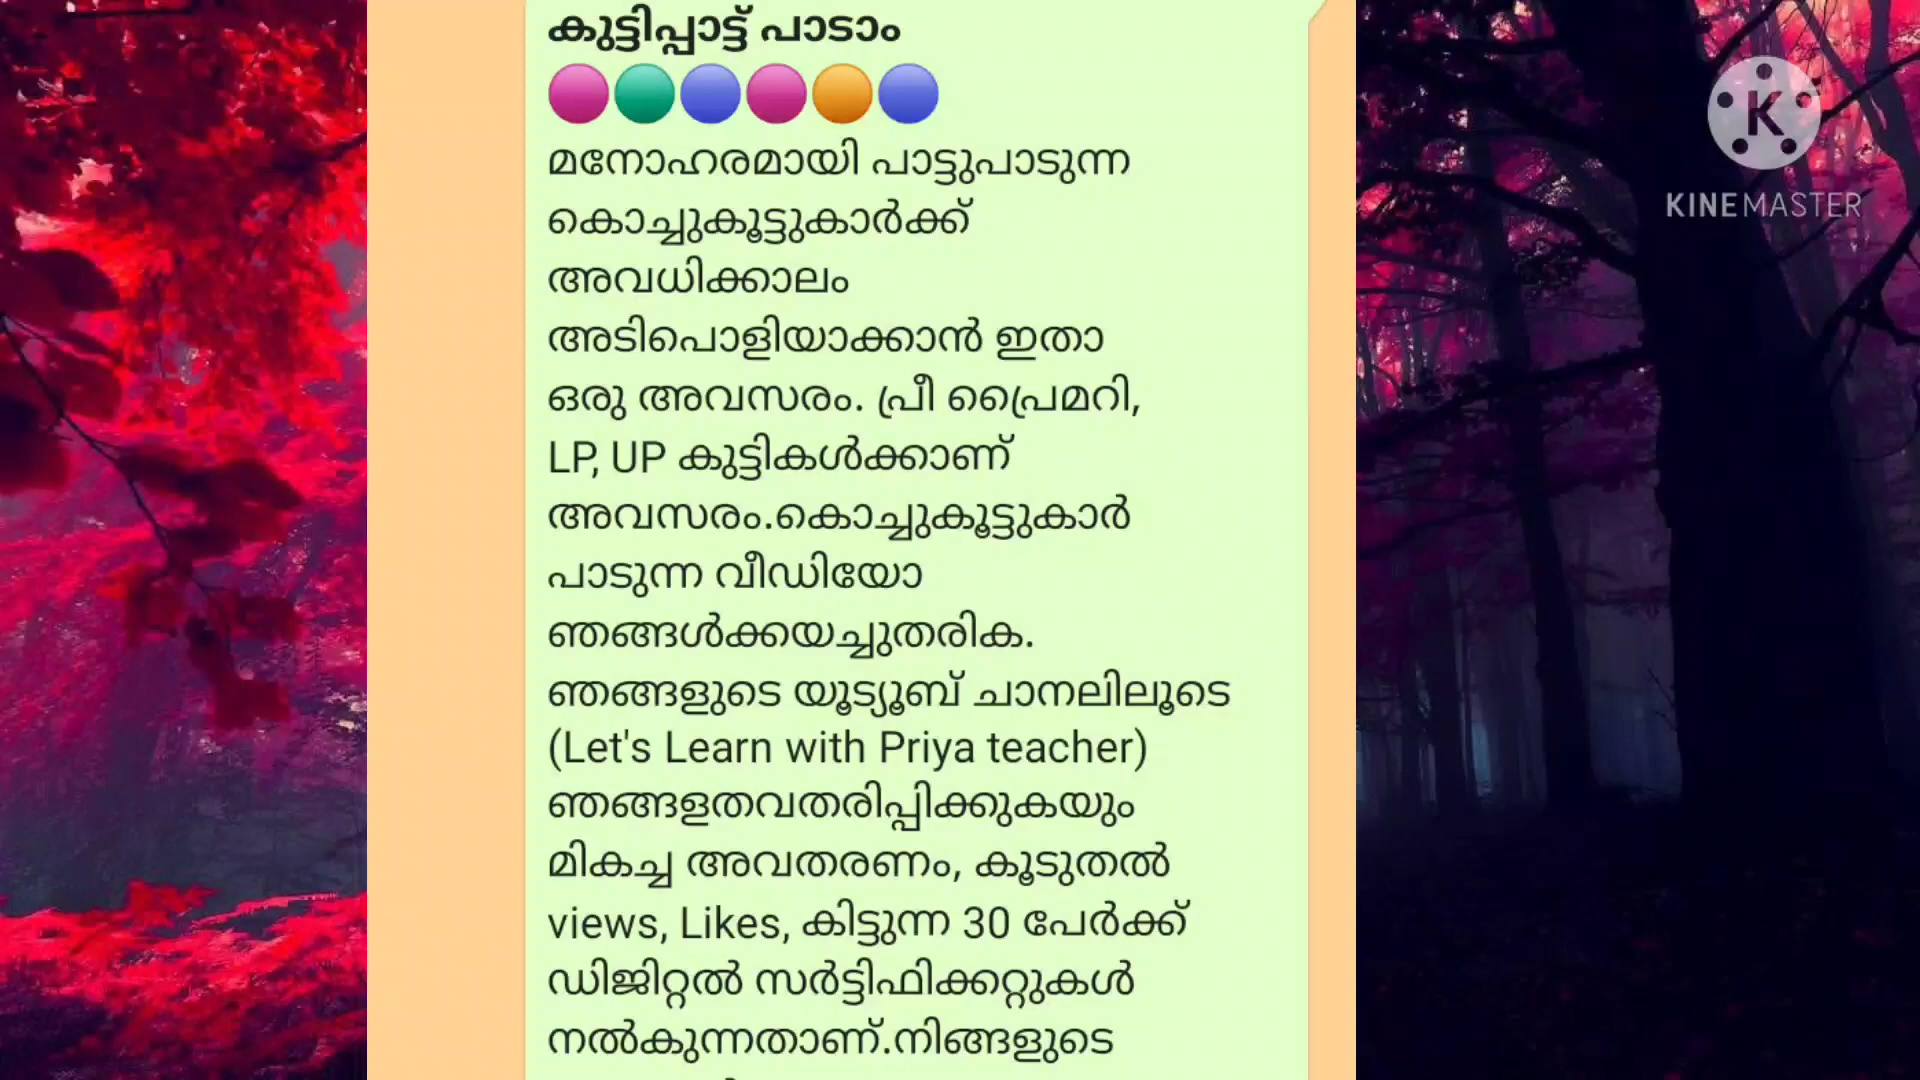 കുട്ടിപ്പാട്ട് പാടാം
മനോഹരമായി പാട്ടുപാടുന്ന
കൊച്ചുകൂട്ടുകാർക്ക്
അവധിക്കാലം
അടിപൊളിയാക്കാൻ ഇതാ
ഒരു അവസരം. പ്രീ പ്രൈമറി,
LP, UP കുട്ടികൾക്കാണ്
അവസരം.കൊച്ചുകൂട്ടുകാർ
പാടുന്ന വീഡിയോ
ഞങ്ങൾക്കയച്ചുതരിക.
ഞങ്ങളുടെ യൂട്യൂബ് ചാനലിലൂടെ
(Let's Learn with Priya teacher)
ഞങ്ങളതവതരിപ്പിക്കുകയും
മികച്ച അവതരണം, കൂടുതൽ
views, Likes, കിട്ടുന്ന 30 പേർക്ക്
ഡിജിറ്റൽ സർട്ടിഫിക്കറ്റുകൾ
നൽകുന്നതാണ്.നിങ്ങളുടെ
K
KINEMASTER